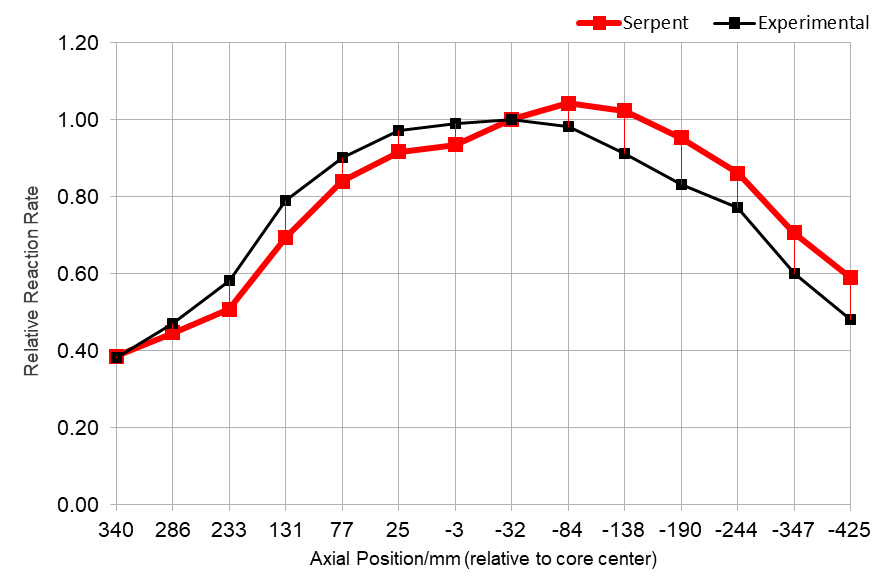 Serpent Experimental
1.20
1.00
0.80
0.60
0.40
0.20
0.00
Relative Reaction Rate
340 286 233 131 77 25 -3 -32 -84 -138 -190 -244 -347 -425
Axial Position/mm (relative to core center)